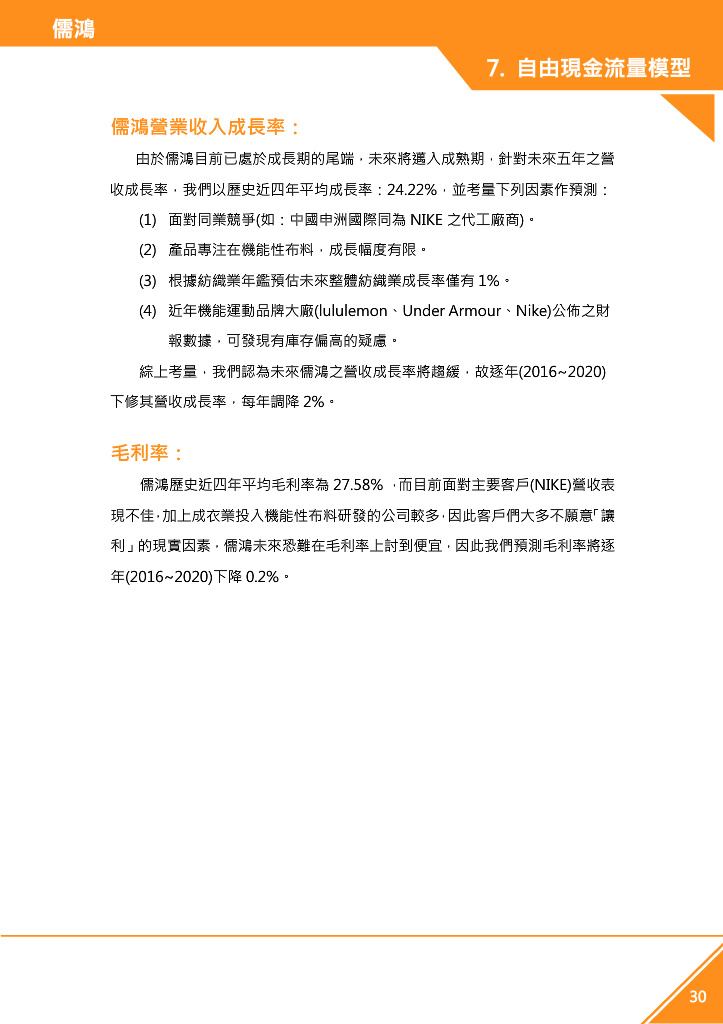 儒鴻
7. 自由現金流量模型
儒鴻營業收入成長率：
由於儒鴻目前已處於成長期的尾端，未來將邁入成熟期，針對未來五年之營
收成長率，我們以歷史近四年平均成長率：24.22%，並考量下列因素作預測：
(1) 面對同業競爭(如：中國申洲國際同為 NIKE 之代工廠商)。
(2) 產品專注在機能性布料，成長幅度有限。
(3) 根據紡織業年鑑預估未來整體紡織業成長率僅有 1%。
(4) 近年機能運動品牌大廠(lululemon、Under Armour、Nike)公佈之財
報數據，可發現有庫存偏高的疑慮。
綜上考量，我們認為未來儒鴻之營收成長率將趨緩，故逐年(2016~2020)
下修其營收成長率，每年調降 2%。
毛利率：
儒鴻歷史近四年平均毛利率為 27.58% ，而目前面對主要客戶(NIKE)營收表
現不佳，加上成衣業投入機能性布料研發的公司較多，因此客戶們大多不願意「讓
利」的現實因素，儒鴻未來恐難在毛利率上討到便宜，因此我們預測毛利率將逐
年(2016~2020)下降 0.2%。
30